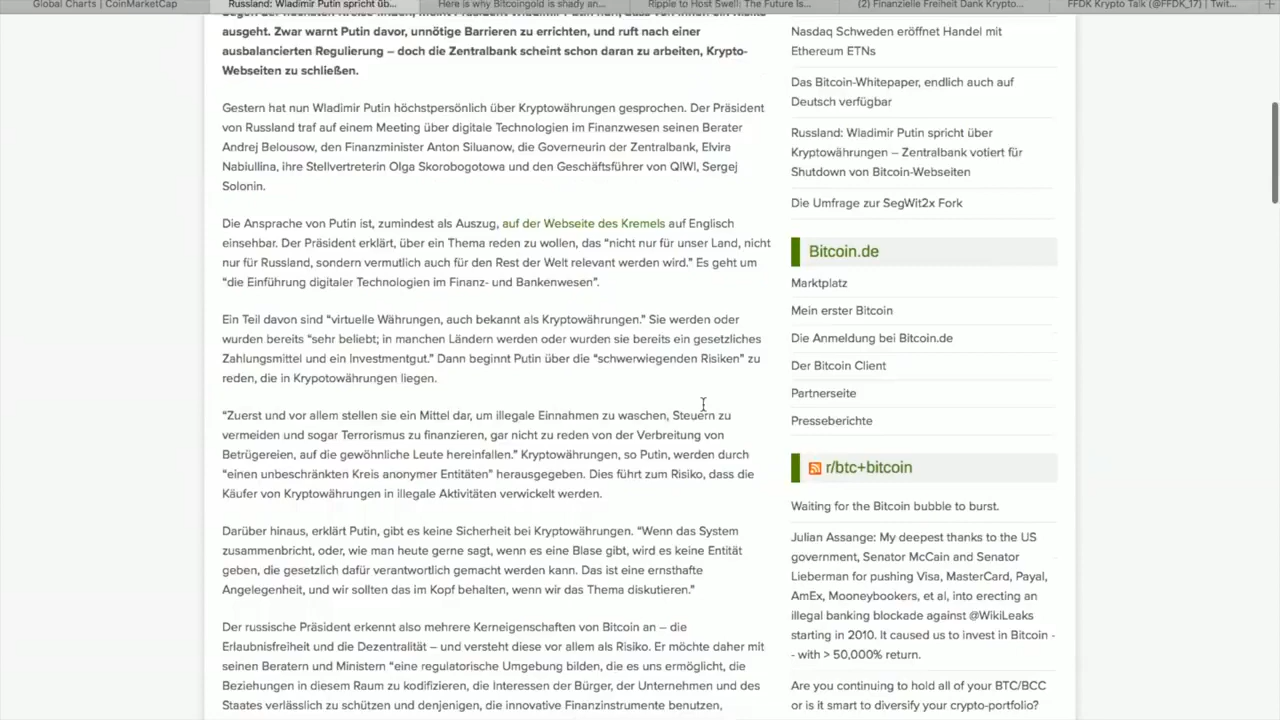 Global Charts | CoinMarketCap
Russland: Wladimir Putin spricht üb...
Here is why Bitcoingold is shady an...
Ripple to Host Swell: The Future Is...
(2) Finanzielle Freiheit Dank Krypto...
FFDK Krypto Talk (@FFDK_17) | Twit...
ausgeht. Zwar warnt Putin davor, unnötige Barrieren zu errichten, und ruft nach einer
ausbalancierten Regulierung – doch die Zentralbank scheint schon daran zu arbeiten, Krypto-
Webseiten zu schließen.
Gestern hat nun Wladimir Putin höchstpersönlich über Kryptowährungen gesprochen. Der Präsident
von Russland traf auf einem Meeting über digitale Technologien im Finanzwesen seinen Berater
Andrej Belousow, den Finanzminister Anton Siluanow, die Governeurin der Zentralbank, Elvira
Nabiullina, ihre Stellvertreterin Olga Skorobogotowa und den Geschäftsführer von QIWI, Sergej
Solonin.
Die Ansprache von Putin ist, zumindest als Auszug, auf der Webseite des Kremels auf Englisch
einsehbar. Der Präsident erklärt, über ein Thema reden zu wollen, das “nicht nur für unser Land, nicht
nur für Russland, sondern vermutlich auch für den Rest der Welt relevant werden wird.” Es geht um
“die Einführung digitaler Technologien im Finanz- und Bankenwesen”.
Ein Teil davon sind “virtuelle Währungen, auch bekannt als Kryptowährungen.” Sie werden oder
wurden bereits “sehr beliebt; in manchen Ländern werden oder wurden sie bereits ein gesetzliches
Zahlungsmittel und ein Investmentgut.” Dann beginnt Putin über die “schwerwiegenden Risiken” zu
reden, die in Krypotowährungen liegen.
“Zuerst und vor allem stellen sie ein Mittel dar, um illegale Einnahmen zu waschen, Steuern zu
vermeiden und sogar Terrorismus zu finanzieren, gar nicht zu reden von der Verbreitung von
Betrügereien, auf die gewöhnliche Leute hereinfallen.” Kryptowährungen, so Putin, werden durch
“einen unbeschränkten Kreis anonymer Entitäten” herausgegeben. Dies führt zum Risiko, dass die
Käufer von Kryptowährungen in illegale Aktivitäten verwickelt werden.
Darüber hinaus, erklärt Putin, gibt es keine Sicherheit bei Kryptowährungen. “Wenn das System
zusammenbricht, oder, wie man heute gerne sagt, wenn es eine Blase gibt, wird es keine Entität
geben, die gesetzlich dafür verantwortlich gemacht werden kann. Das ist eine ernsthafte
Angelegenheit, und wir sollten das im Kopf behalten, wenn wir das Thema diskutieren.”
Der russische Präsident erkennt also mehrere Kerneigenschaften von Bitcoin an – die
Erlaubnisfreiheit und die Dezentralität – und versteht diese vor allem als Risiko. Er möchte daher mit
seinen Beratern und Ministern “eine regulatorische Umgebung bilden, die es uns ermöglicht, die
Beziehungen in diesem Raum zu kodifizieren, die Interessen der Bürger, der Unternehmen und des
Staates verlässlich zu schützen und denjenigen, die innovative Finanzinstrumente benutzen,
Nasdaq Schweden eröffnet Handel mit
Ethereum ETNs
Das Bitcoin-Whitepaper, endlich auch auf
Deutsch verfügbar
Russland: Wladimir Putin spricht über
Kryptowährungen – Zentralbank votiert für
Shutdown von Bitcoin-Webseiten
Die Umfrage zur SegWit2x Fork
Bitcoin.de
Marktplatz
Mein erster Bitcoin
Die Anmeldung bei Bitcoin.de
Der Bitcoin Client
Partnerseite
Presseberichte
r/btc+bitcoin
Waiting for the Bitcoin bubble to burst.
Julian Assange: My deepest thanks to the US
government, Senator McCain and Senator
Lieberman for pushing Visa, MasterCard, Payal,
AmEx, Mooneybookers, et al, into erecting an
illegal banking blockade against @WikiLeaks
starting in 2010. It caused us to invest in Bitcoin -
- with > 50,000% return.
Are you continuing to hold all of your BTC/BCC
or is it smart to diversify your crypto-portfolio?